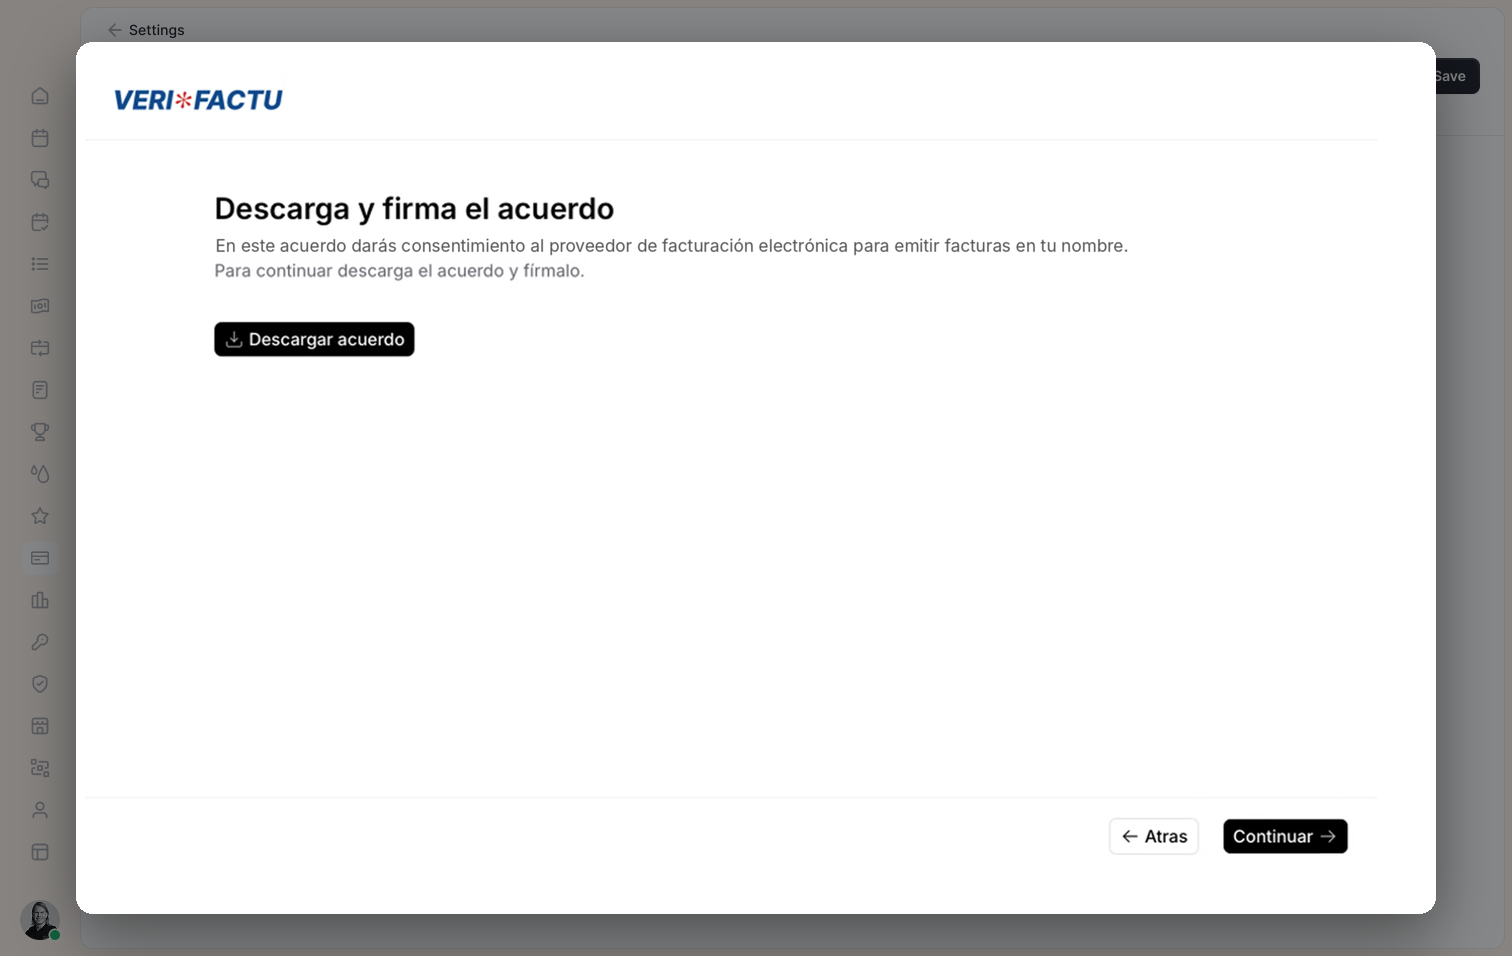 Settings
Save
VERI*FACTU
Descarga y firma el acuerdo
En este acuerdo darás consentimiento al proveedor de facturación electrónica para emitir facturas en tu nombre.
Para continuar descarga el acuerdo y fírmalo.
Descargar acuerdo
Atras
Continuar